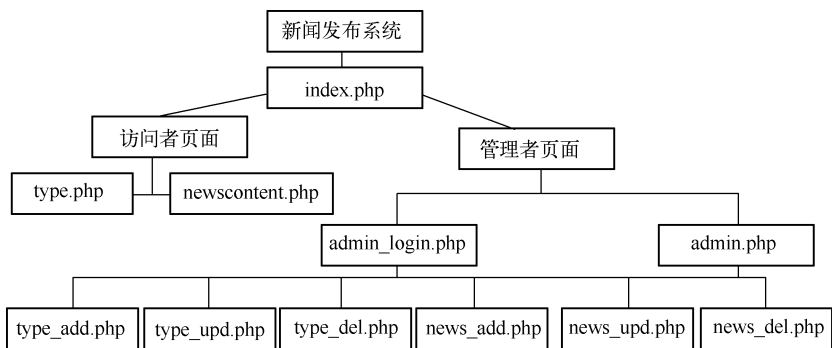 新闻发布系统
index.php
访问者页面
管理者页面
type.php
newscontent.php
admin_login.php
admin.php
type_add.php
type_upd.php
type_del.php
news_add.php
news_upd.php
news_del.php